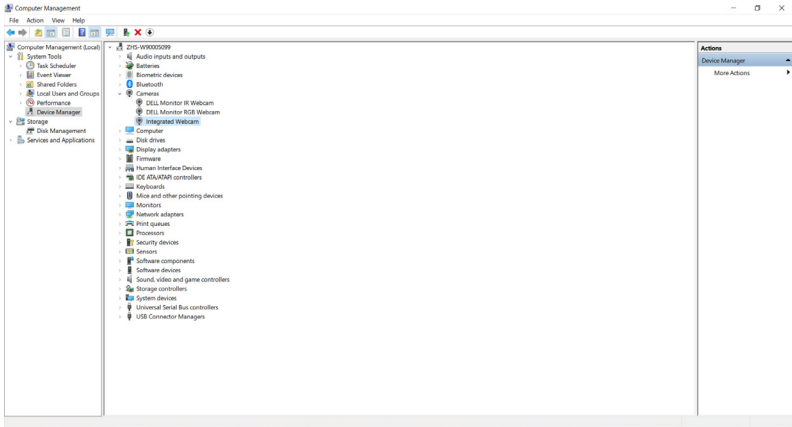 Computer Management
File Action View Help
Computer Management (Local)
System Tools
Task Scheduler
Event Viewer
Shared Folders
Local Users and Groups
Performance
Device Manager
Storage
Disk Management
Services and Applications
ZHS-W90005099
Audio inputs and outputs
Batteries
Biometric devices
Bluetooth
Cameras
DELL Monitor IR Webcam
DELL Monitor RGB Webcam
Integrated Webcam
Computer
Disk drives
Display adapters
Firmware
Human Interface Devices
IDE ATA/ATAPI controllers
Keyboards
Mice and other pointing devices
Monitors
Network adapters
Print queues
Processors
Security devices
Sensors
Software components
Software devices
Sound, video and game controllers
Storage controllers
System devices
Universal Serial Bus controllers
USB Connector Managers
Actions
Device Manager
More Actions